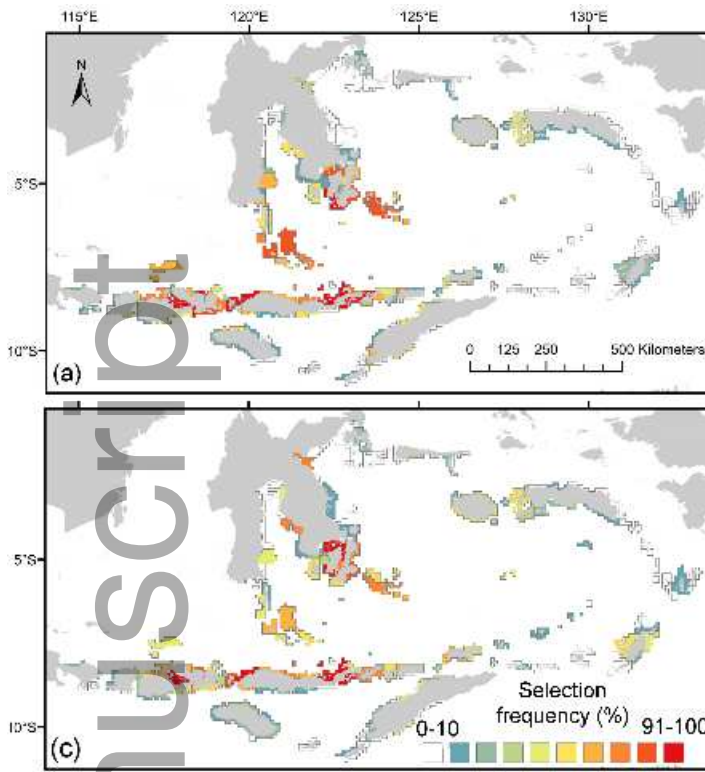 115°E 120°E 125°E 130°E
N
5°S
10°S
0 125 250 500 Kilometers
(a)
5°S
10°S
Selection
frequency (%)
0-10 91-100
(c)
nuscript